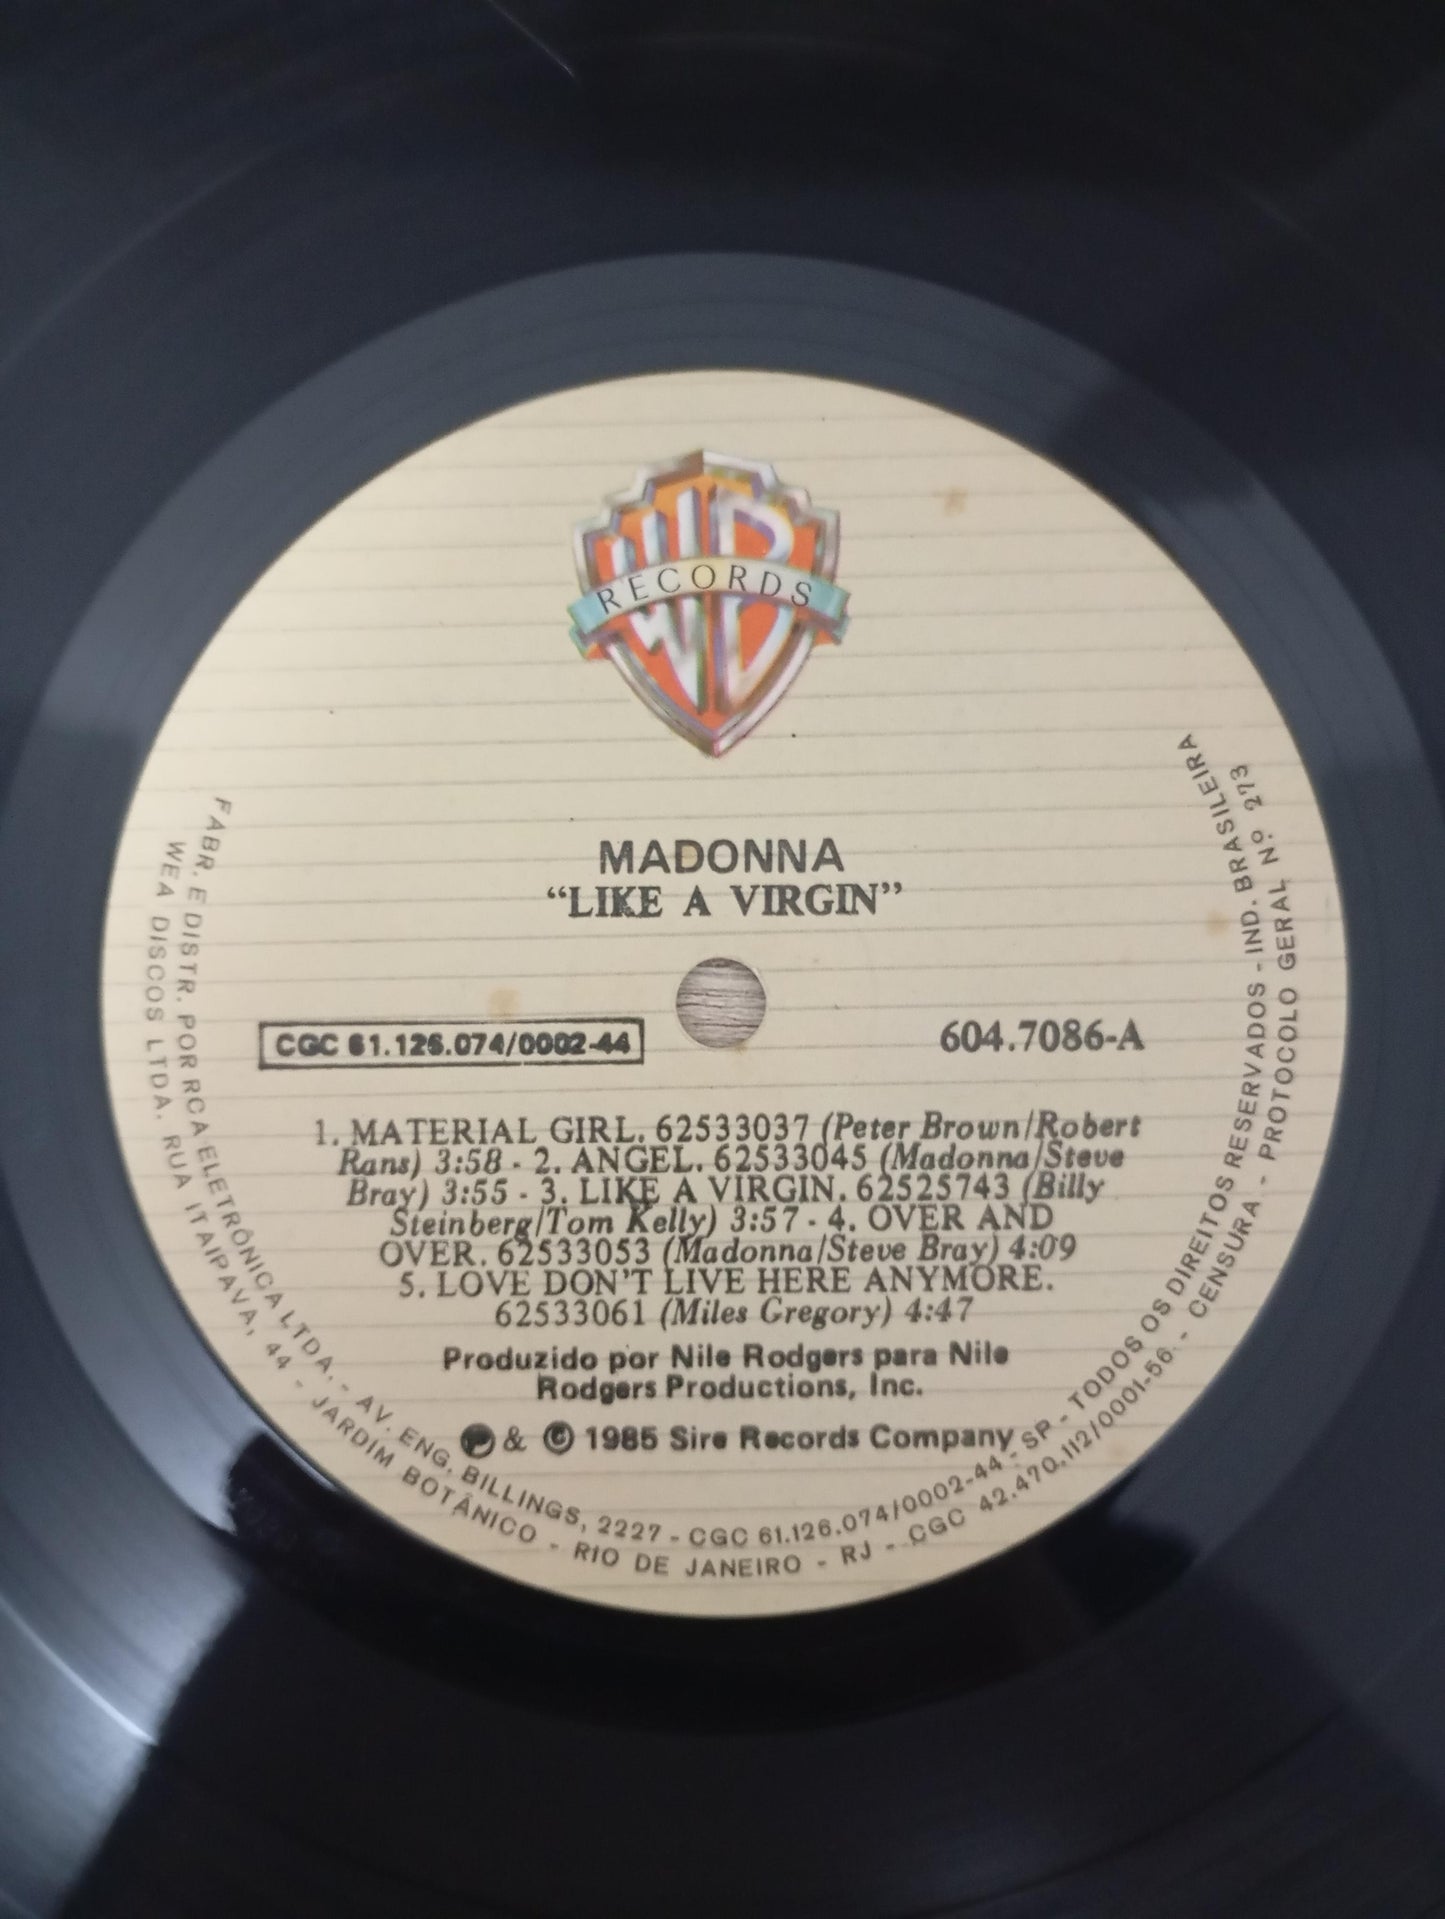 WB
RECORDS
MADONNA
“LIKE A VIRGIN”
CGC 61.126.074/0002-44
604.7086-A
1. MATERIAL GIRL. 62533037 (Peter Brown/Robert
Rans) 3:58 - 2. ANGEL. 62533045 (Madonna/Steve
Bray) 3:55 - 3. LIKE A VIRGIN. 62525743 (Billy
Steinberg/Tom Kelly) 3:57 - 4. OVER AND
OVER. 62533053 (Madonna/Steve Bray) 4:09
5. LOVE DON'T LIVE HERE ANYMORE.
62533061 (Miles Gregory) 4:47
Produzido por Nile Rodgers para Nile
Rodgers Productions, Inc.
℗ & © 1985 Sire Records Company
FABR. E DISTR. POR RCA ELETRÔNICA LTDA. - AV. ENG. BILLINGS, 2227 - CGC 61.126.074/0002-44 - SP - TODOS OS DIREITOS RESERVADOS - IND. BRASILEIRA
WEA DISCOS LTDA. RUA ITAIPAVA, 44 - JARDIM BOTÂNICO - RIO DE JANEIRO - RJ - CGC 42.470.112/0001-56. - CENSURA - PROTOCOLO GERAL Nº 273